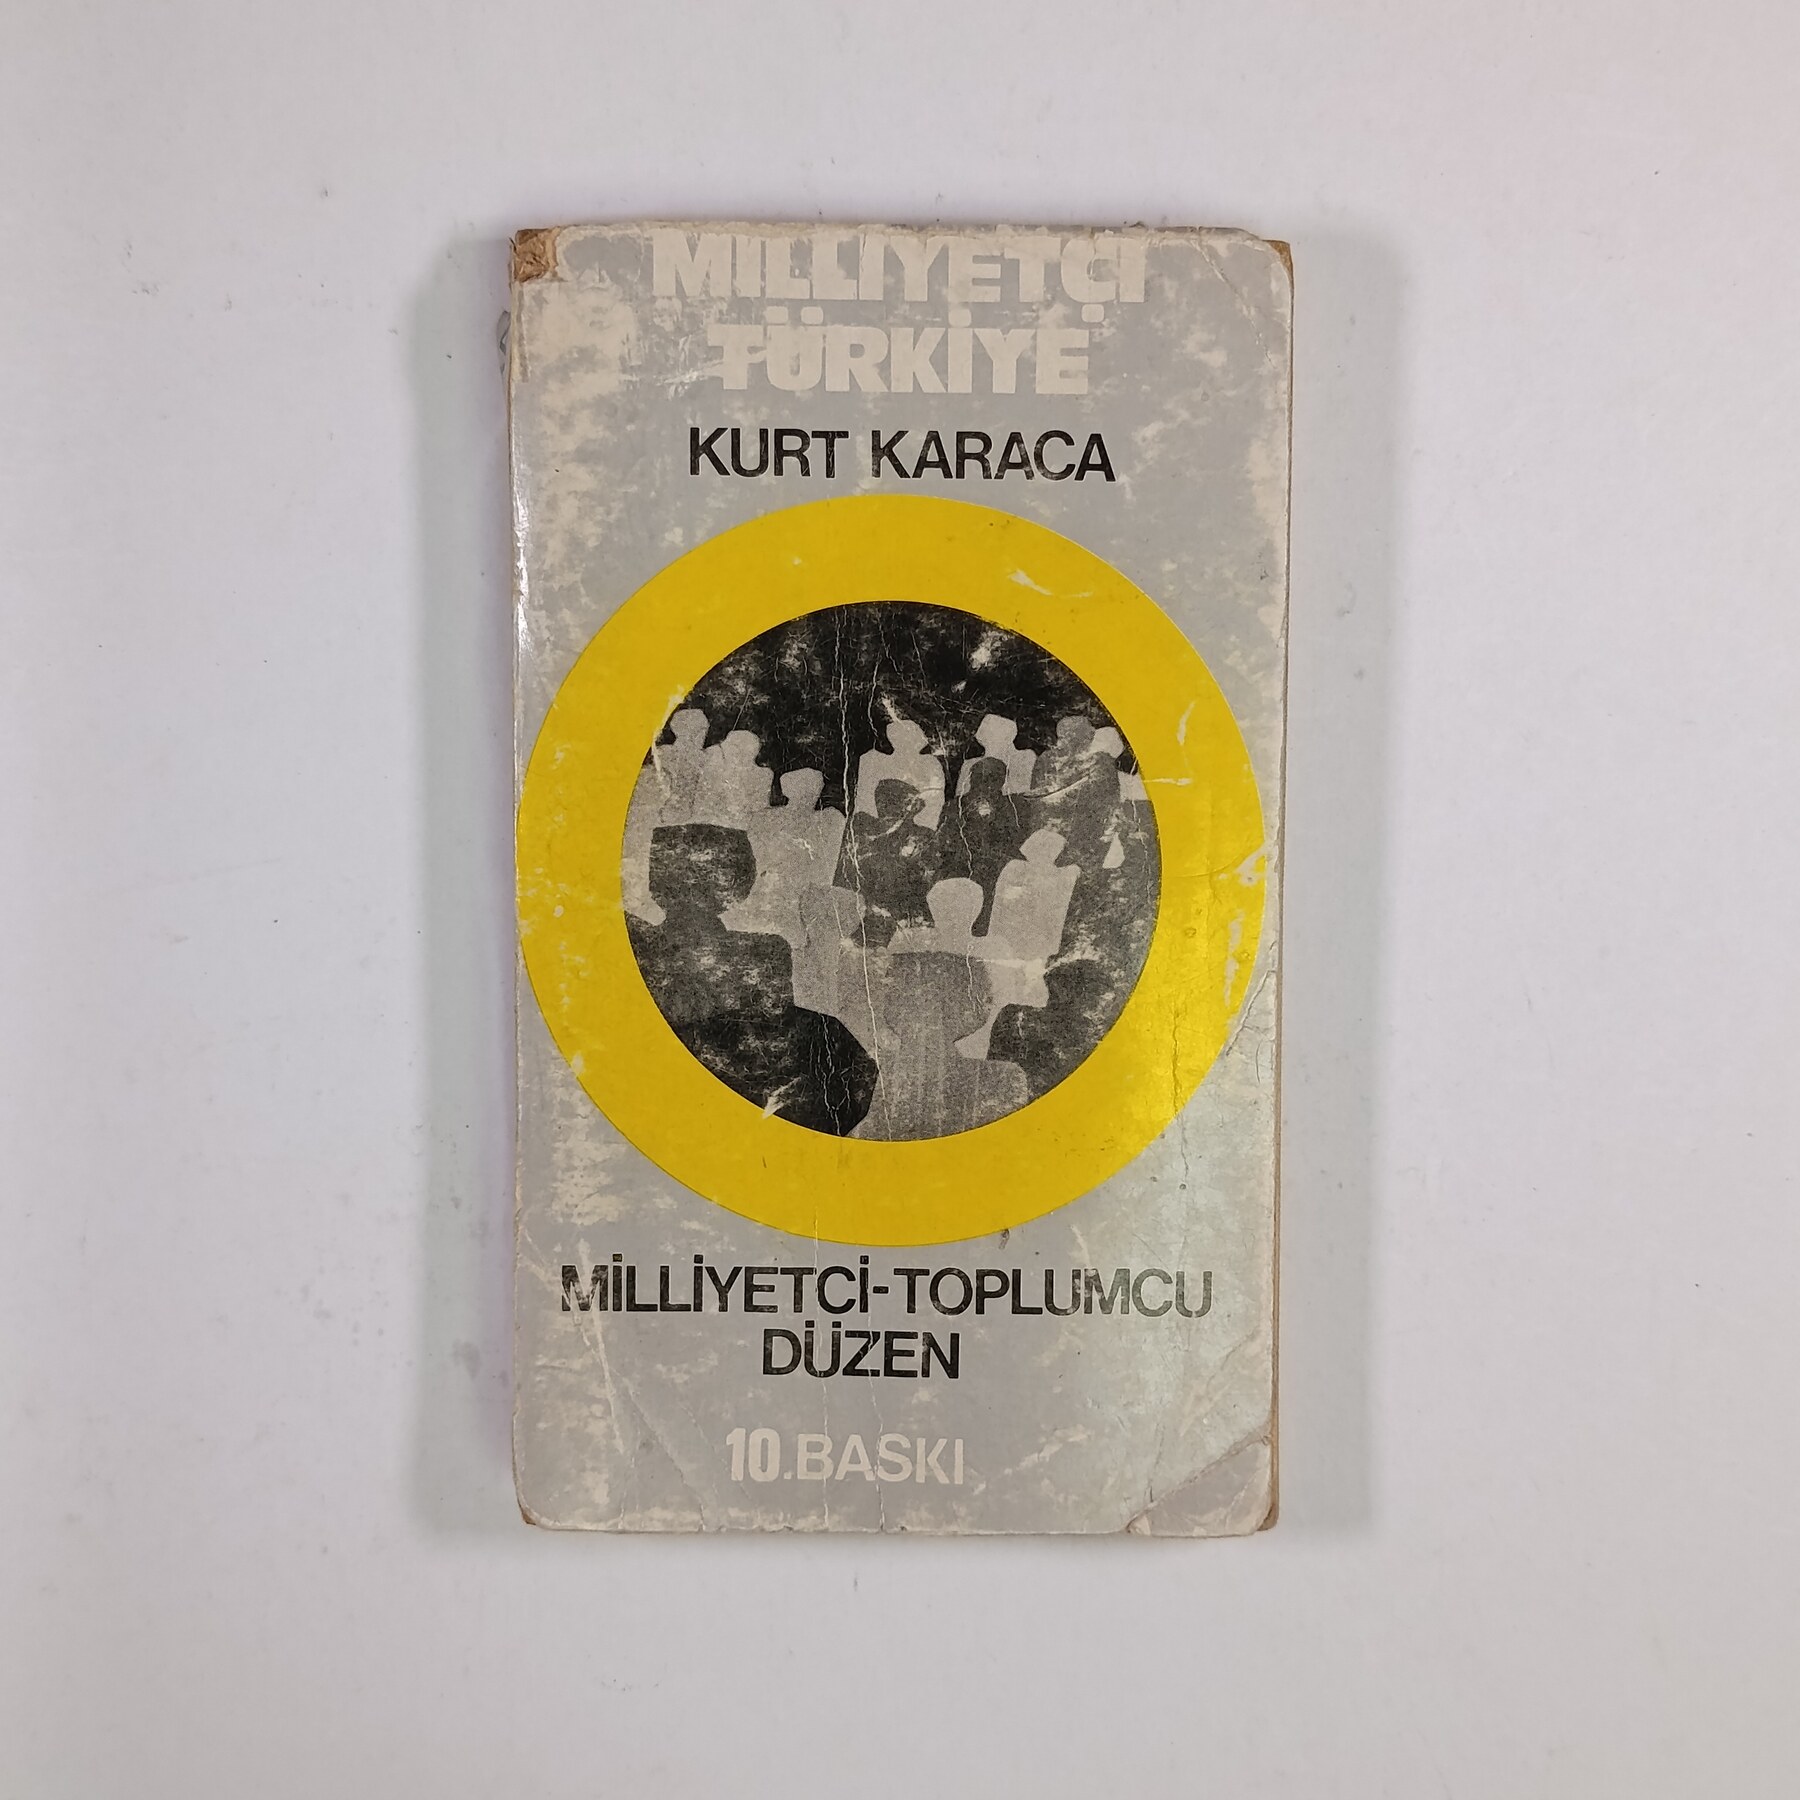 MİLLİYETÇİ
TÜRKİYE
KURT KARACA
MİLLİYETCİ-TOPLUMCU
DÜZEN
10.BASKI